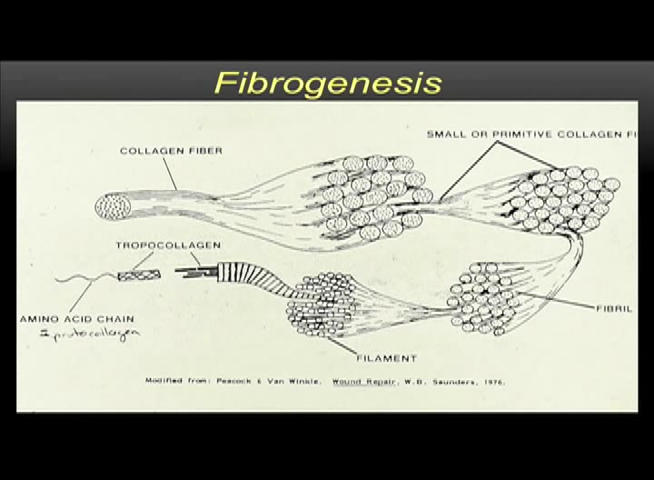 Fibrogenesis
SMALL OR PRIMITIVE COLLAGEN FI
COLLAGEN FIBER
TROPOCOLLAGEN
AMINO ACID CHAIN
protocollagen
FIBRIL
FILAMENT
Modified from: Peacock & Van Winkle, Wound Repair, W.B. Saunders, 1976.